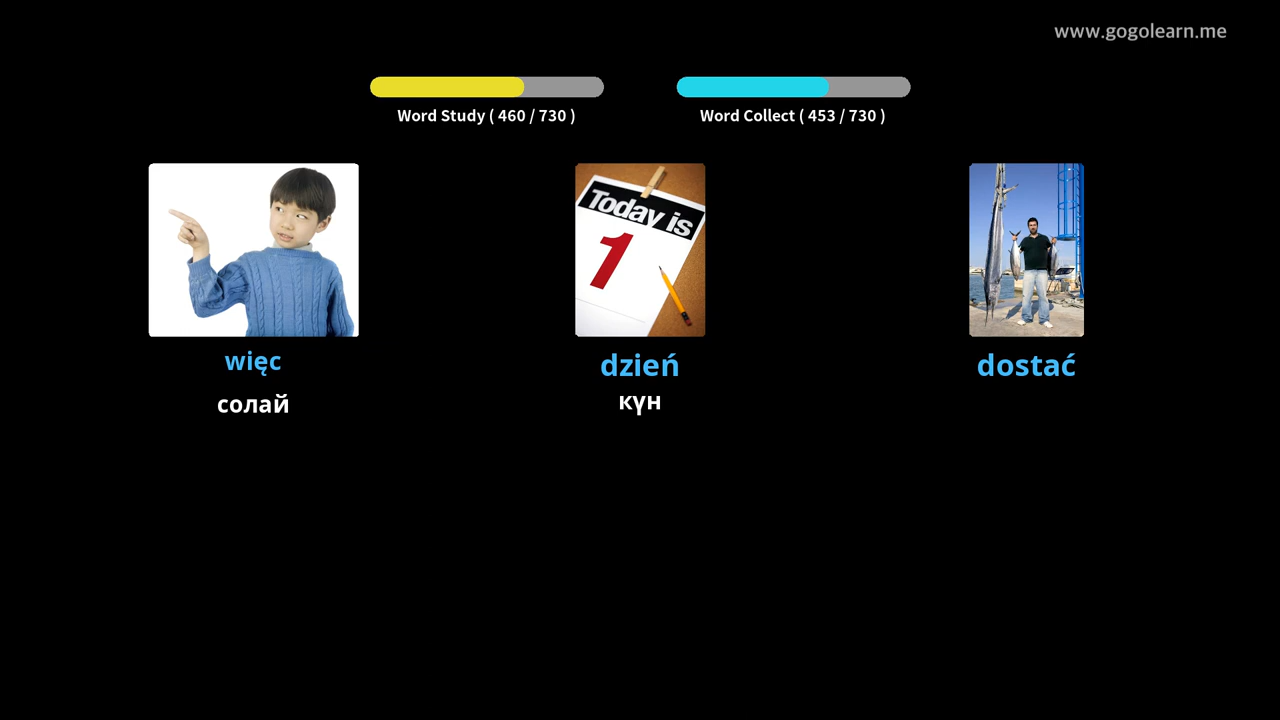 www.gogolearn.me
Word Study ( 460 / 730 )
Word Collect ( 453 / 730 )
Today is
1
więc
dzień
dostać
солай
күн